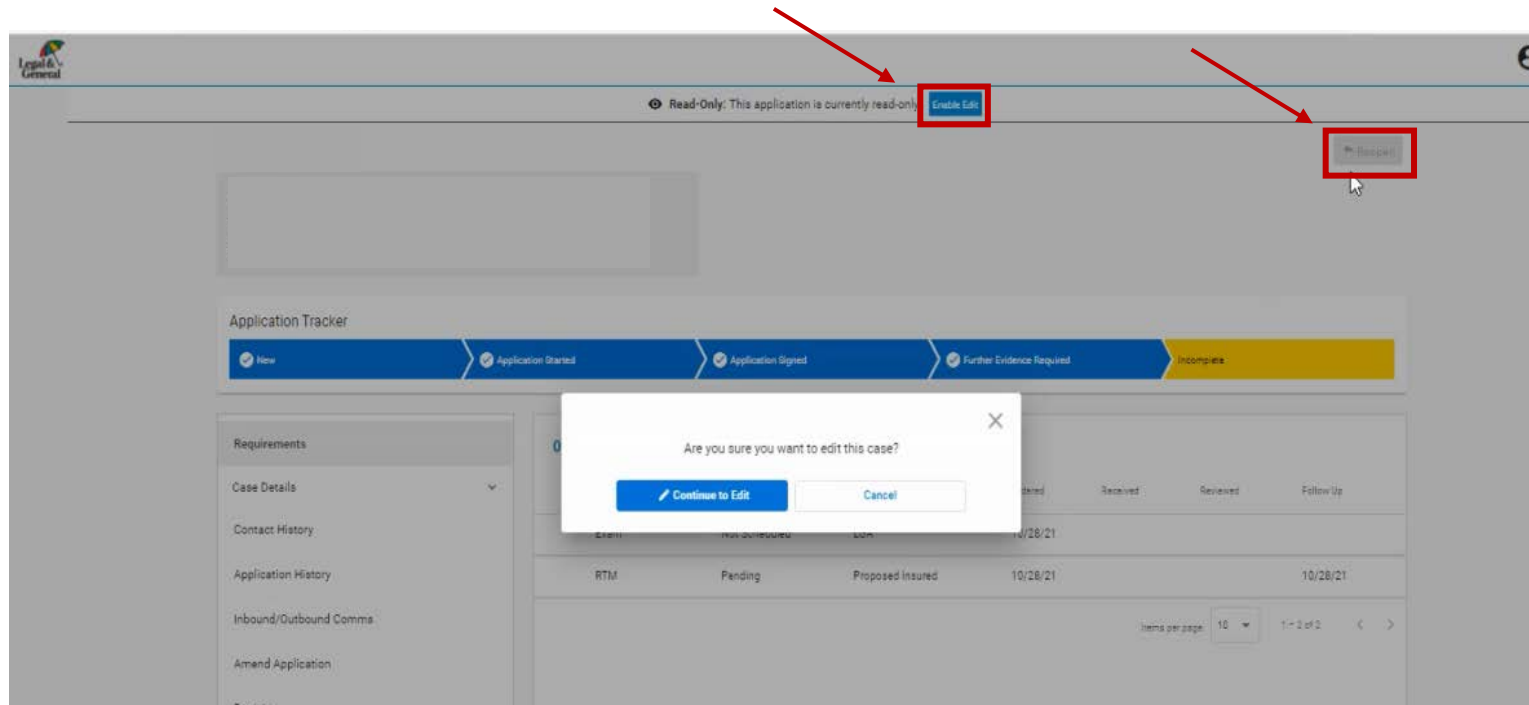 Legal &
General
Read-Only: This application is currently read-only Enable Edit
Reopen
Application Tracker
New
Application Started
Application Signed
Further Evidence Required
Incomplete
Are you sure you want to edit this case?
Continue to Edit
Cancel
Requirements
Case Details
Contact History
Application History
Inbound/Outbound Comms
Amend Application
Received Reviewed Follow Up
Exam Not Scheduled LGA 10/28/21
RTM Pending Proposed Insured 10/28/21 10/28/21
Items per page 10 1 – 2 of 2